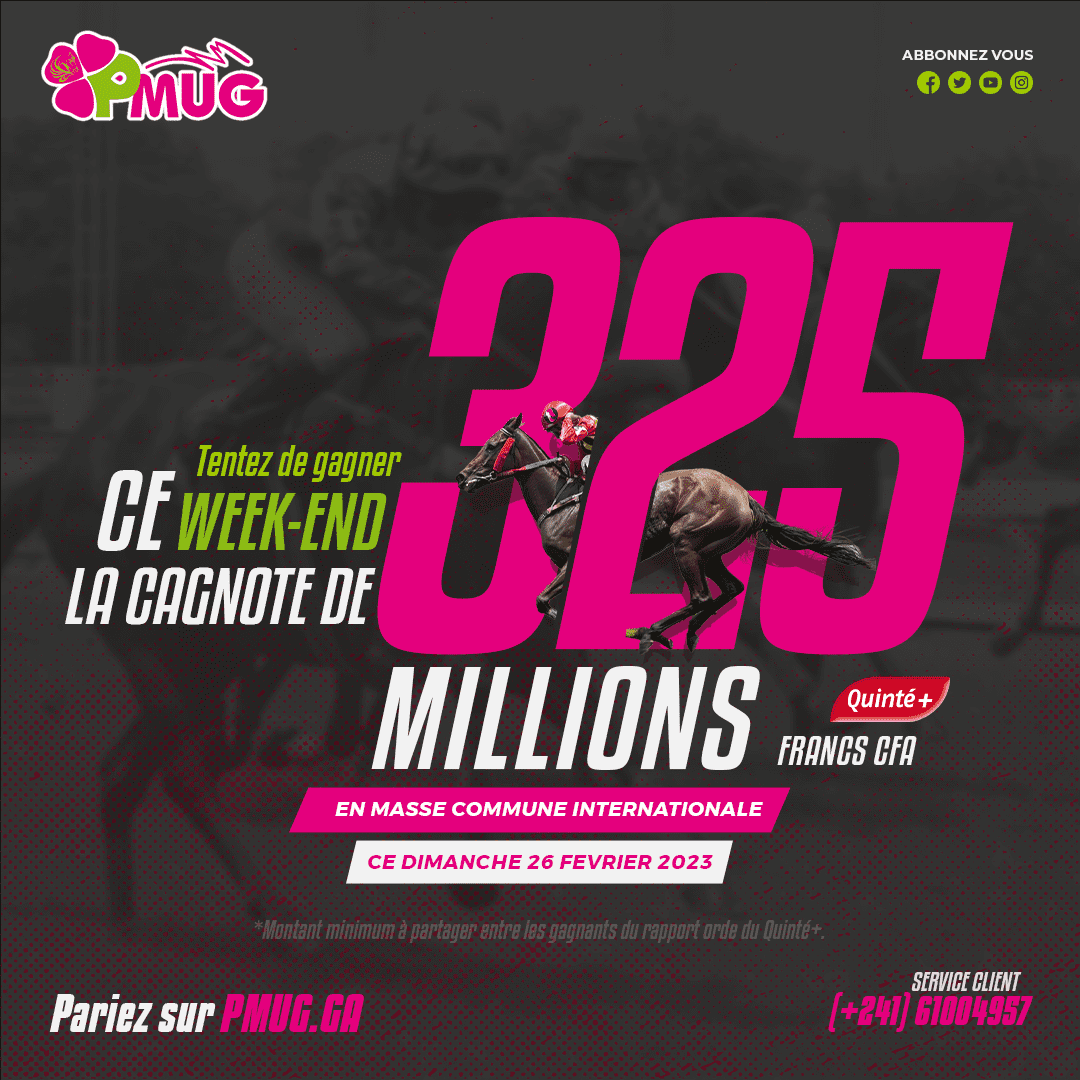 PMUG
ABBONNEZ VOUS
325
Tentez de gagner
CE WEEK-END
LA CAGNOTE DE
MILLIONS
Quinté+
FRANCS CFA
EN MASSE COMMUNE INTERNATIONALE
CE DIMANCHE 26 FEVRIER 2023
*Montant minimum à partager entre les gagnants du rapport orde du Quinté+.
SERVICE CLIENT
Pariez sur PMUG.GA
(+241) 61004957